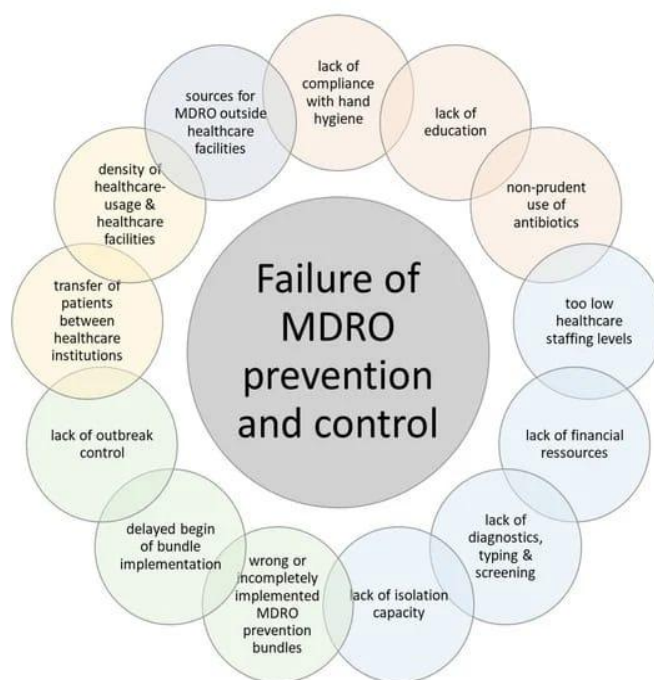 Failure of
MDRO
prevention
and control
lack of
compliance
with hand
hygiene
lack of
education
non-prudent
use of
antibiotics
too low
healthcare
staffing levels
lack of financial
ressources
lack of
diagnostics,
typing &
screening
lack of isolation
capacity
wrong or
incompletely
implemented
MDRO
prevention
bundles
delayed begin
of bundle
implementation
lack of outbreak
control
transfer of
patients
between
healthcare
institutions
density of
healthcare-
usage &
healthcare
facilities
sources for
MDRO outside
healthcare
facilities